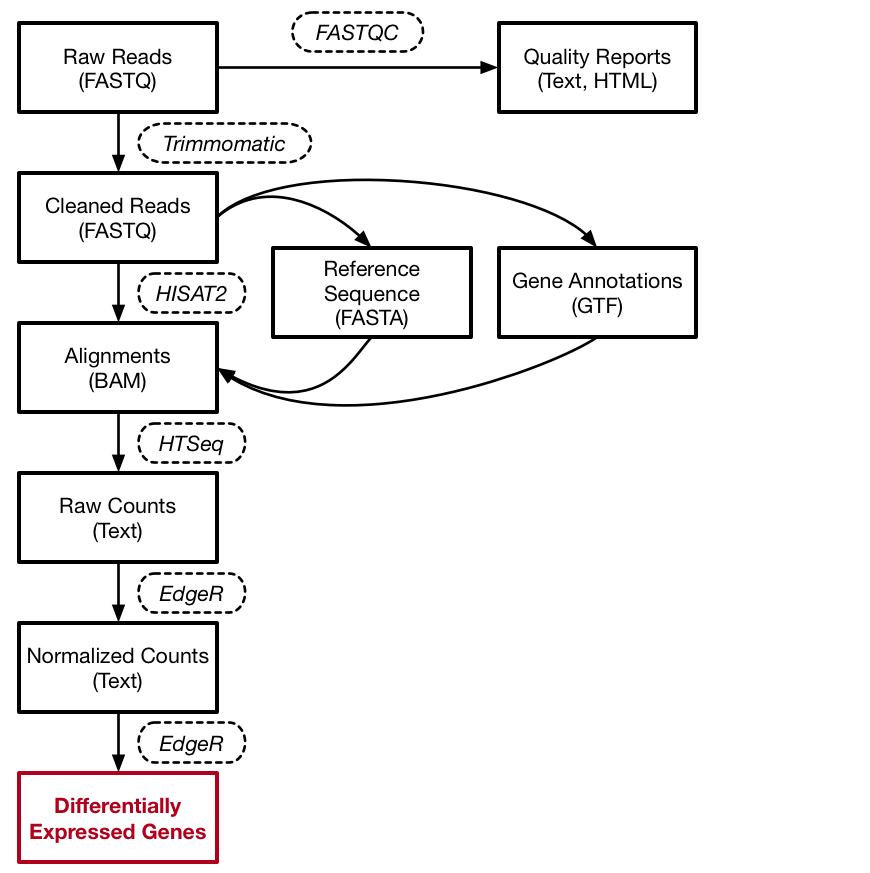 FASTQC
Raw Reads
(FASTQ)
Quality Reports
(Text, HTML)
Trimmomatic
Cleaned Reads
(FASTQ)
Reference
Sequence
(FASTA)
Gene Annotations
(GTF)
HISAT2
Alignments
(BAM)
HTSeq
Raw Counts
(Text)
EdgeR
Normalized Counts
(Text)
EdgeR
Differentially
Expressed Genes